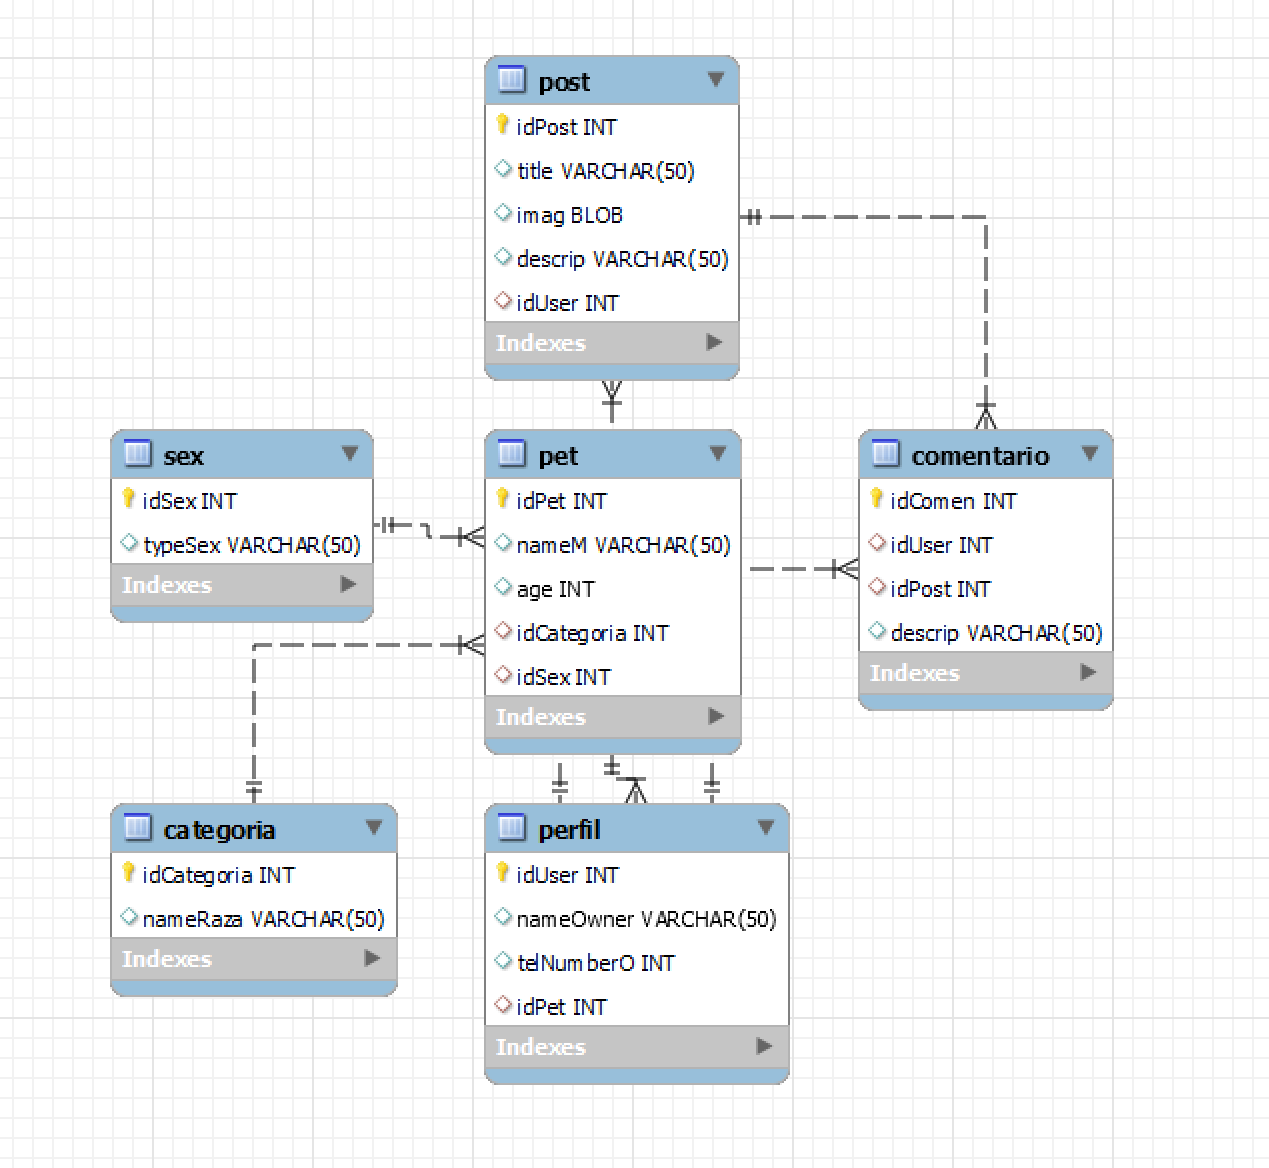 post
idPost INT
title VARCHAR(50)
imag BLOB
descrip VARCHAR(50)
idUser INT
Indexes
sex
idSex INT
typeSex VARCHAR(50)
Indexes
pet
idPet INT
nameM VARCHAR(50)
age INT
idCategoria INT
idSex INT
Indexes
comentario
idComen INT
idUser INT
idPost INT
descrip VARCHAR(50)
Indexes
categoria
idCategoria INT
nameRaza VARCHAR(50)
Indexes
perfil
idUser INT
nameOwner VARCHAR(50)
telNumberO INT
idPet INT
Indexes